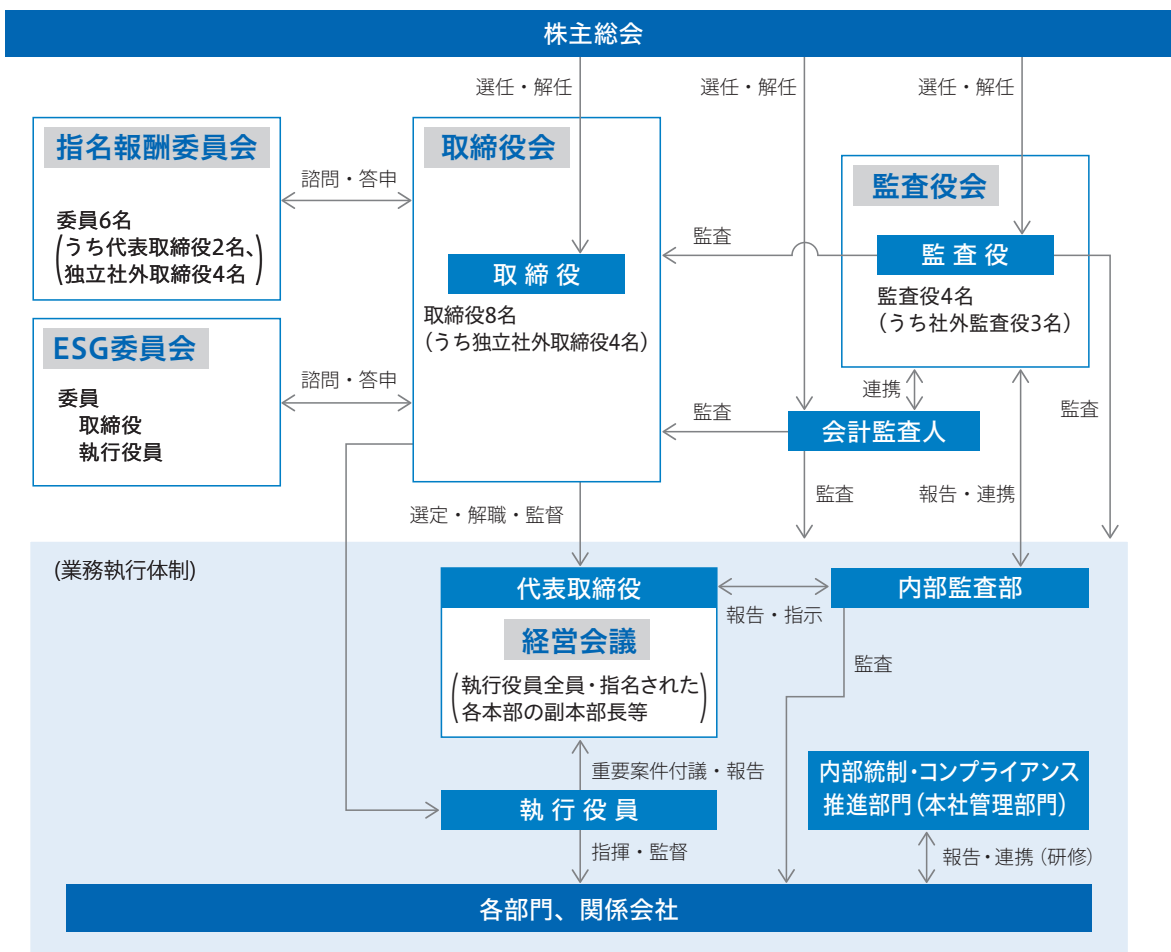 株主総会
選任・解任
選任・解任
選任・解任
指名報酬委員会
委員6名
(うち代表取締役2名、
独立社外取締役4名)
諮問・答申
取締役会
取締役
取締役8名
(うち独立社外取締役4名)
監査
監査役会
監査役
監査役4名
(うち社外監査役3名)
ESG委員会
委員
取締役
執行役員
諮問・答申
監査
連携
会計監査人
監査
選定・解職・監督
監査
報告・連携
(業務執行体制)
代表取締役
経営会議
(執行役員全員・指名された
各本部の副本部長等)
報告・指示
内部監査部
監査
重要案件付議・報告
執行役員
指揮・監督
内部統制・コンプライアンス
推進部門(本社管理部門)
報告・連携(研修)
各部門、関係会社